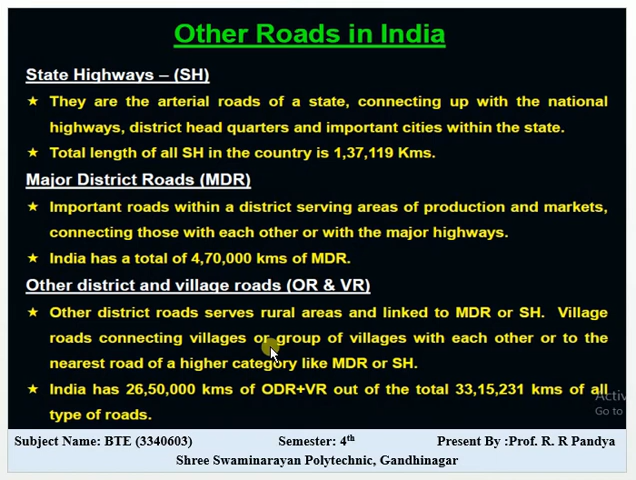 Other Roads in India
State Highways – (SH)
★ They are the arterial roads of a state, connecting up with the national
highways, district head quarters and important cities within the state.
★ Total length of all SH in the country is 1,37,119 Kms.
Major District Roads (MDR)
★ Important roads within a district serving areas of production and markets,
connecting those with each other or with the major highways.
★ India has a total of 4,70,000 kms of MDR.
Other district and village roads (OR & VR)
★ Other district roads serves rural areas and linked to MDR or SH. Village
roads connecting villages or group of villages with each other or to the
nearest road of a higher category like MDR or SH.
★ India has 26,50,000 kms of ODR+VR out of the total 33,15,231 kms of all
type of roads.
Go to
Subject Name: BTE (3340603) Semester: 4th Present By :Prof. R. R Pandya
Shree Swaminarayan Polytechnic, Gandhinagar